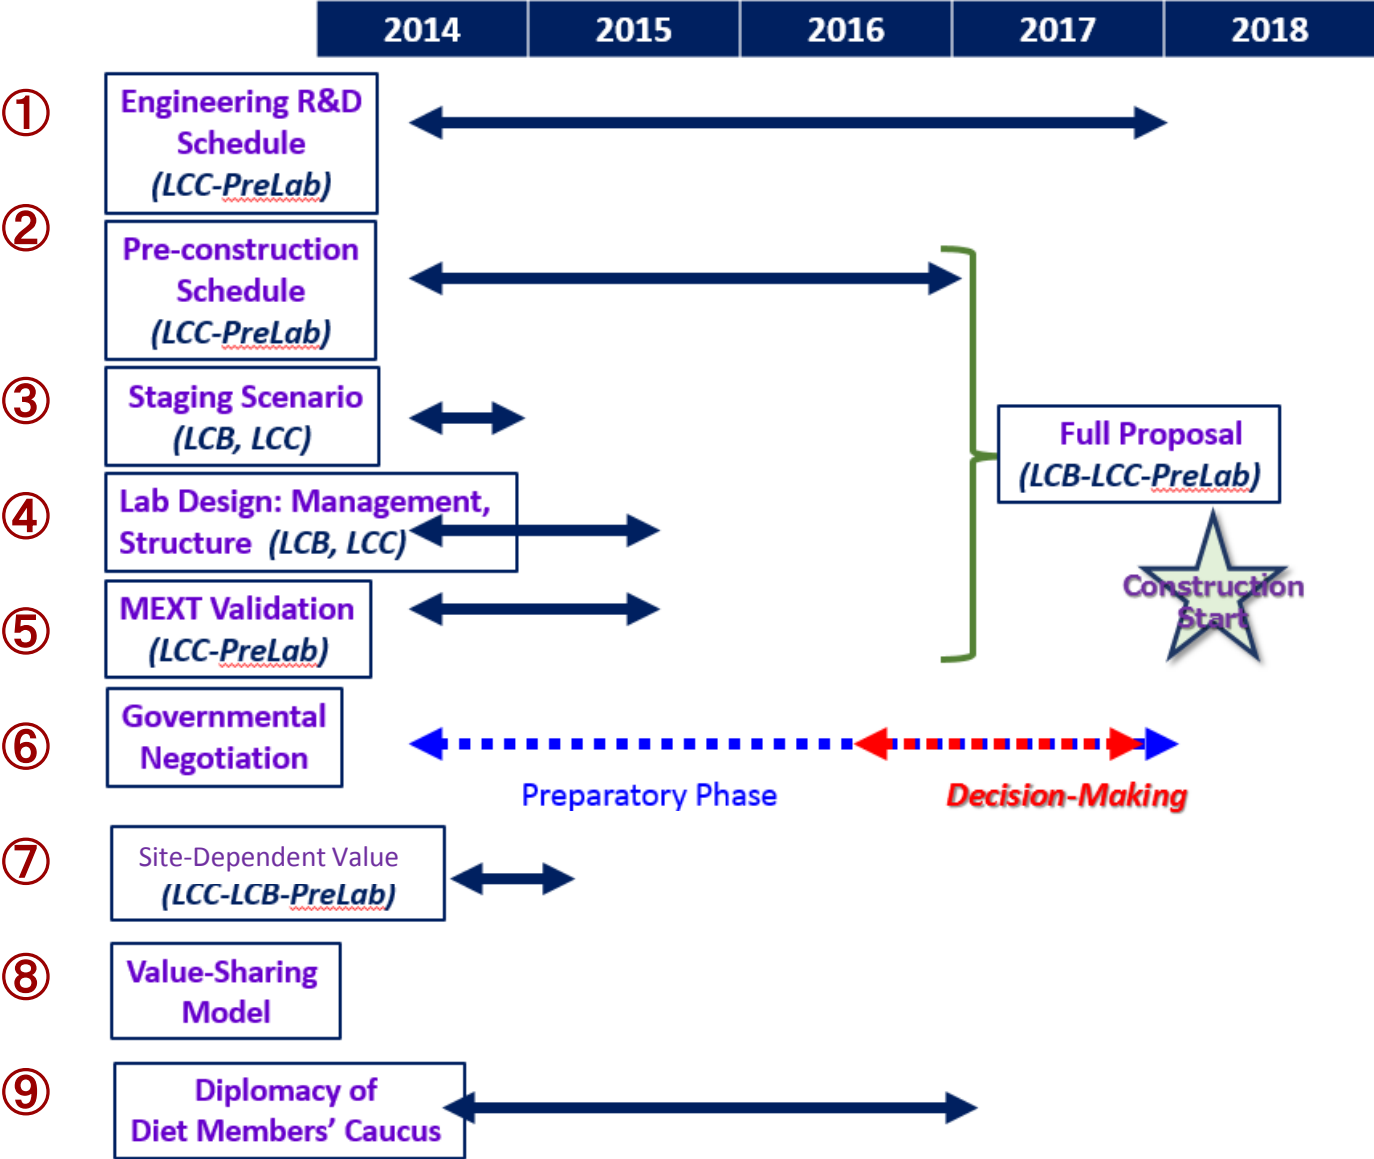 2014 2015 2016 2017 2018
①
Engineering R&D
Schedule
(LCC-PreLab)
②
Pre-construction
Schedule
(LCC-PreLab)
③
Staging Scenario
(LCB, LCC)
Full Proposal
(LCB-LCC-PreLab)
④
Lab Design: Management,
Structure (LCB, LCC)
Construction
Start
⑤
MEXT Validation
(LCC-PreLab)
⑥
Governmental
Negotiation
Preparatory Phase
Decision-Making
⑦
Site-Dependent Value
(LCC-LCB-PreLab)
⑧
Value-Sharing
Model
⑨
Diplomacy of
Diet Members’ Caucus